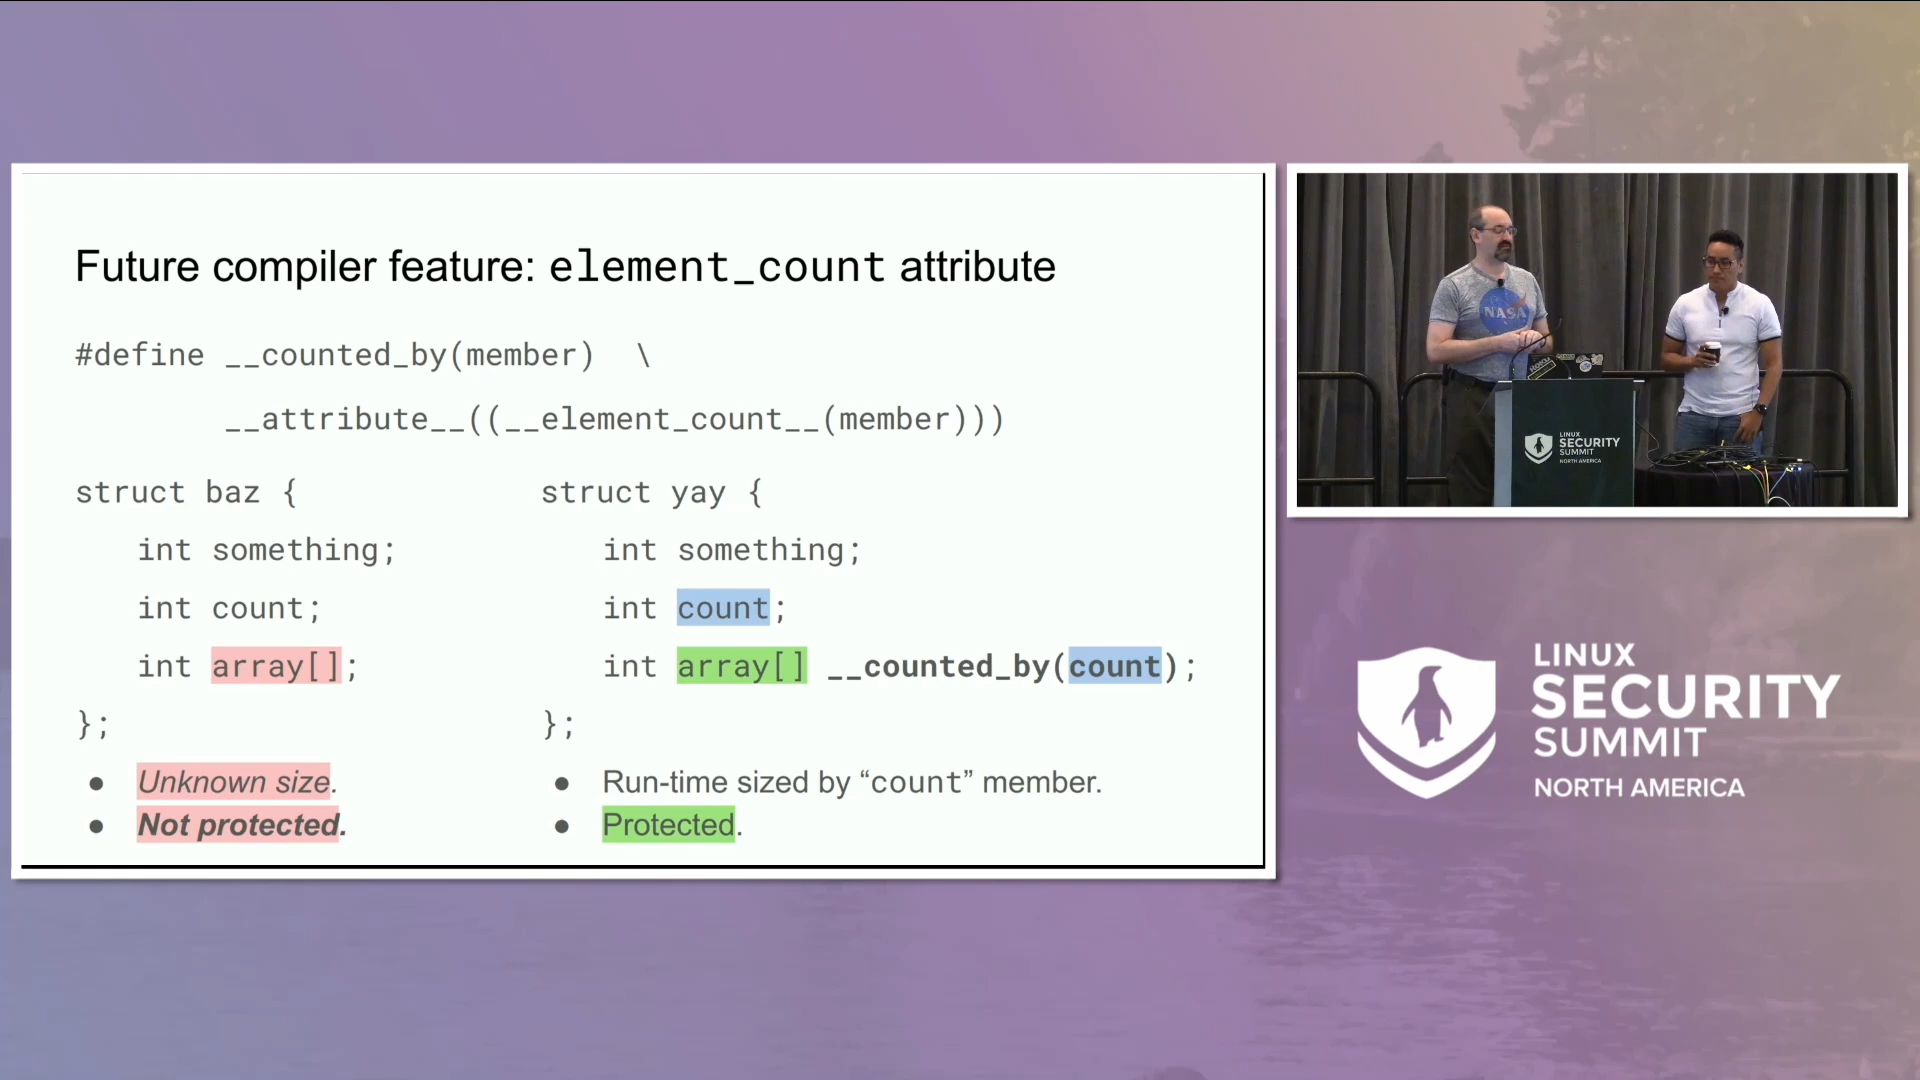 Future compiler feature: element_count attribute
#define __counted_by(member) \
__attribute__((__element_count__(member)))
struct baz {
int something;
int count;
int array[];
};
● Unknown size.
● Not protected.
struct yay {
int something;
int count;
int array[] __counted_by(count);
};
● Run-time sized by “count” member.
● Protected.
NASA
LINUX
SECURITY
SUMMIT
NORTH AMERICA
LINUX
SECURITY
SUMMIT
NORTH AMERICA